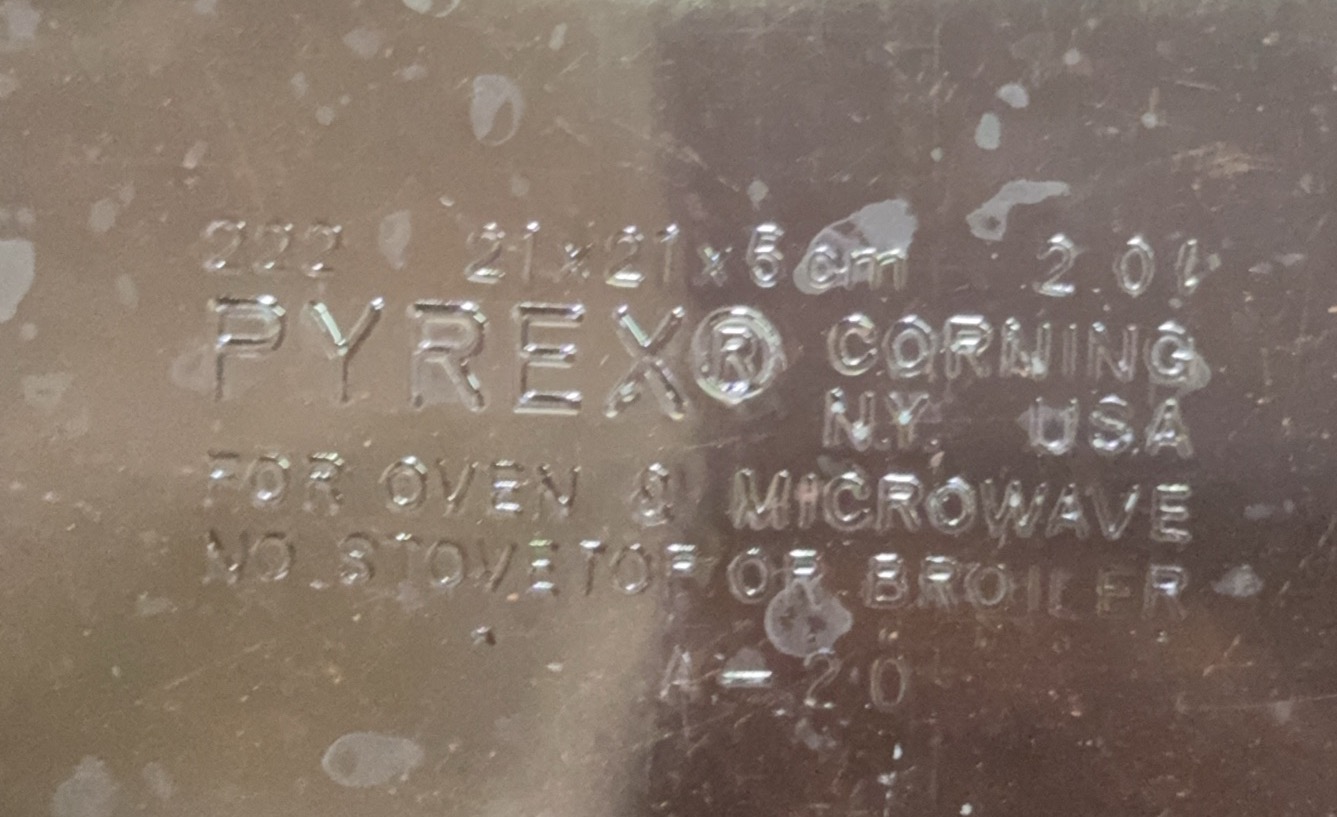 222 21x21x5cm 2 0l
PYREX® CORNING
N.Y. USA
FOR OVEN & MICROWAVE
NO STOVETOP OR BROILER
A-20